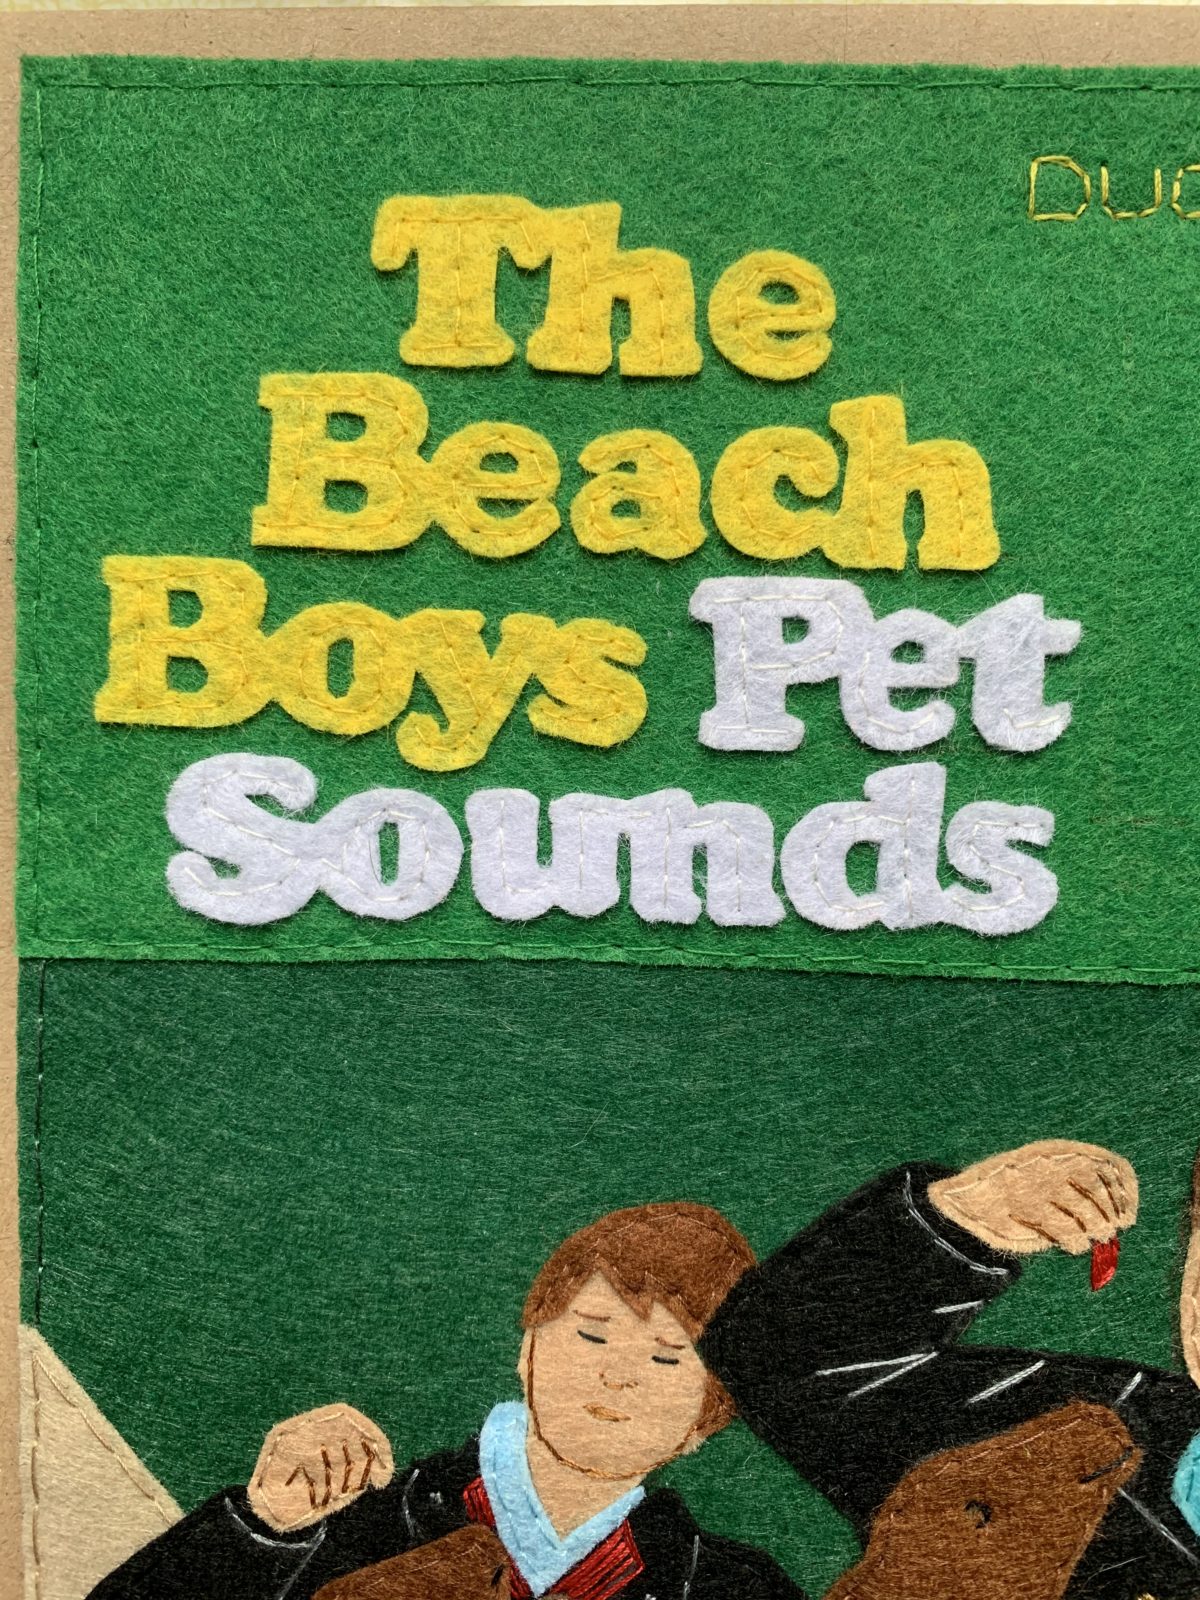 The
Beach
Boys Pet
Sounds